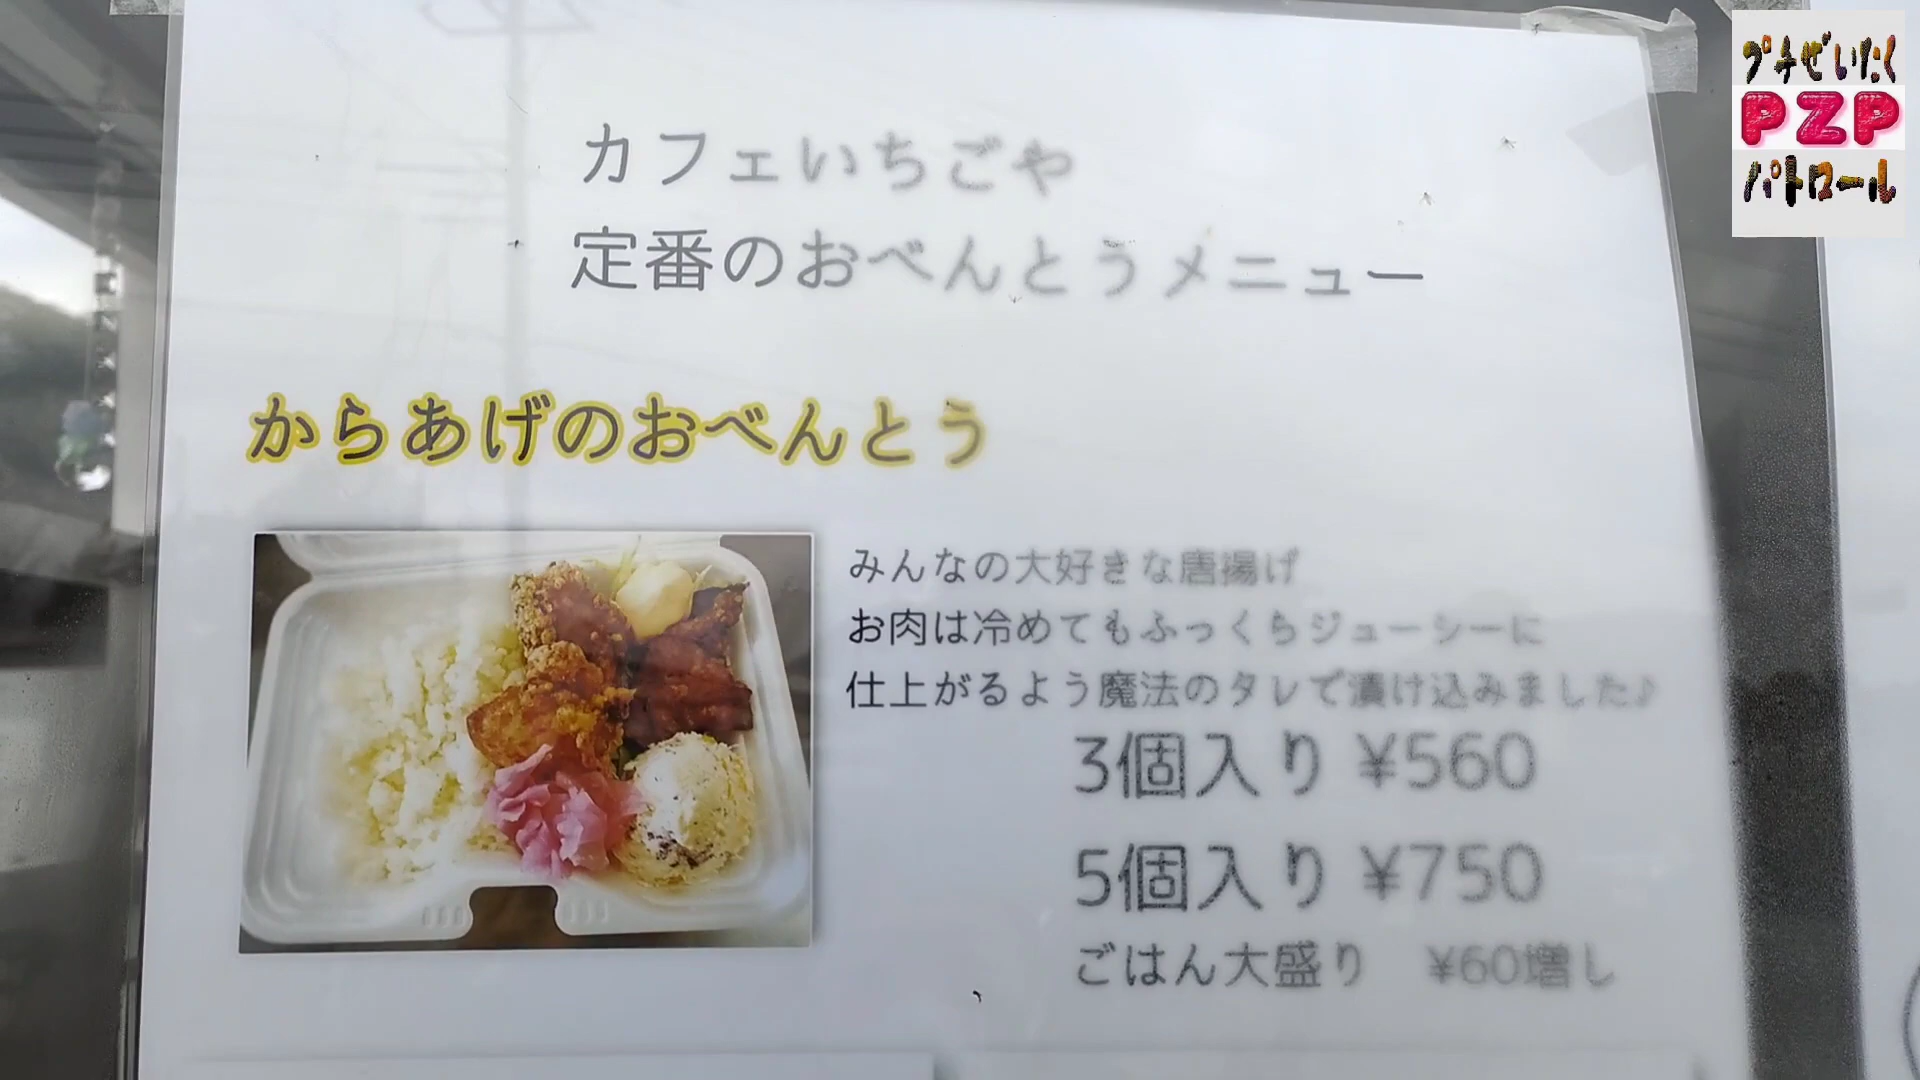 カフェいちごや
定番のおべんとうメニュー
からあげのおべんとう
みんなの大好きな唐揚げ
お肉は冷めてもふっくらジューシーに
仕上がるよう魔法のタレで漬け込みました♪
3個入り ¥560
5個入り ¥750
ごはん大盛り ¥60増し
プチぜいたく
PZP
パトロール